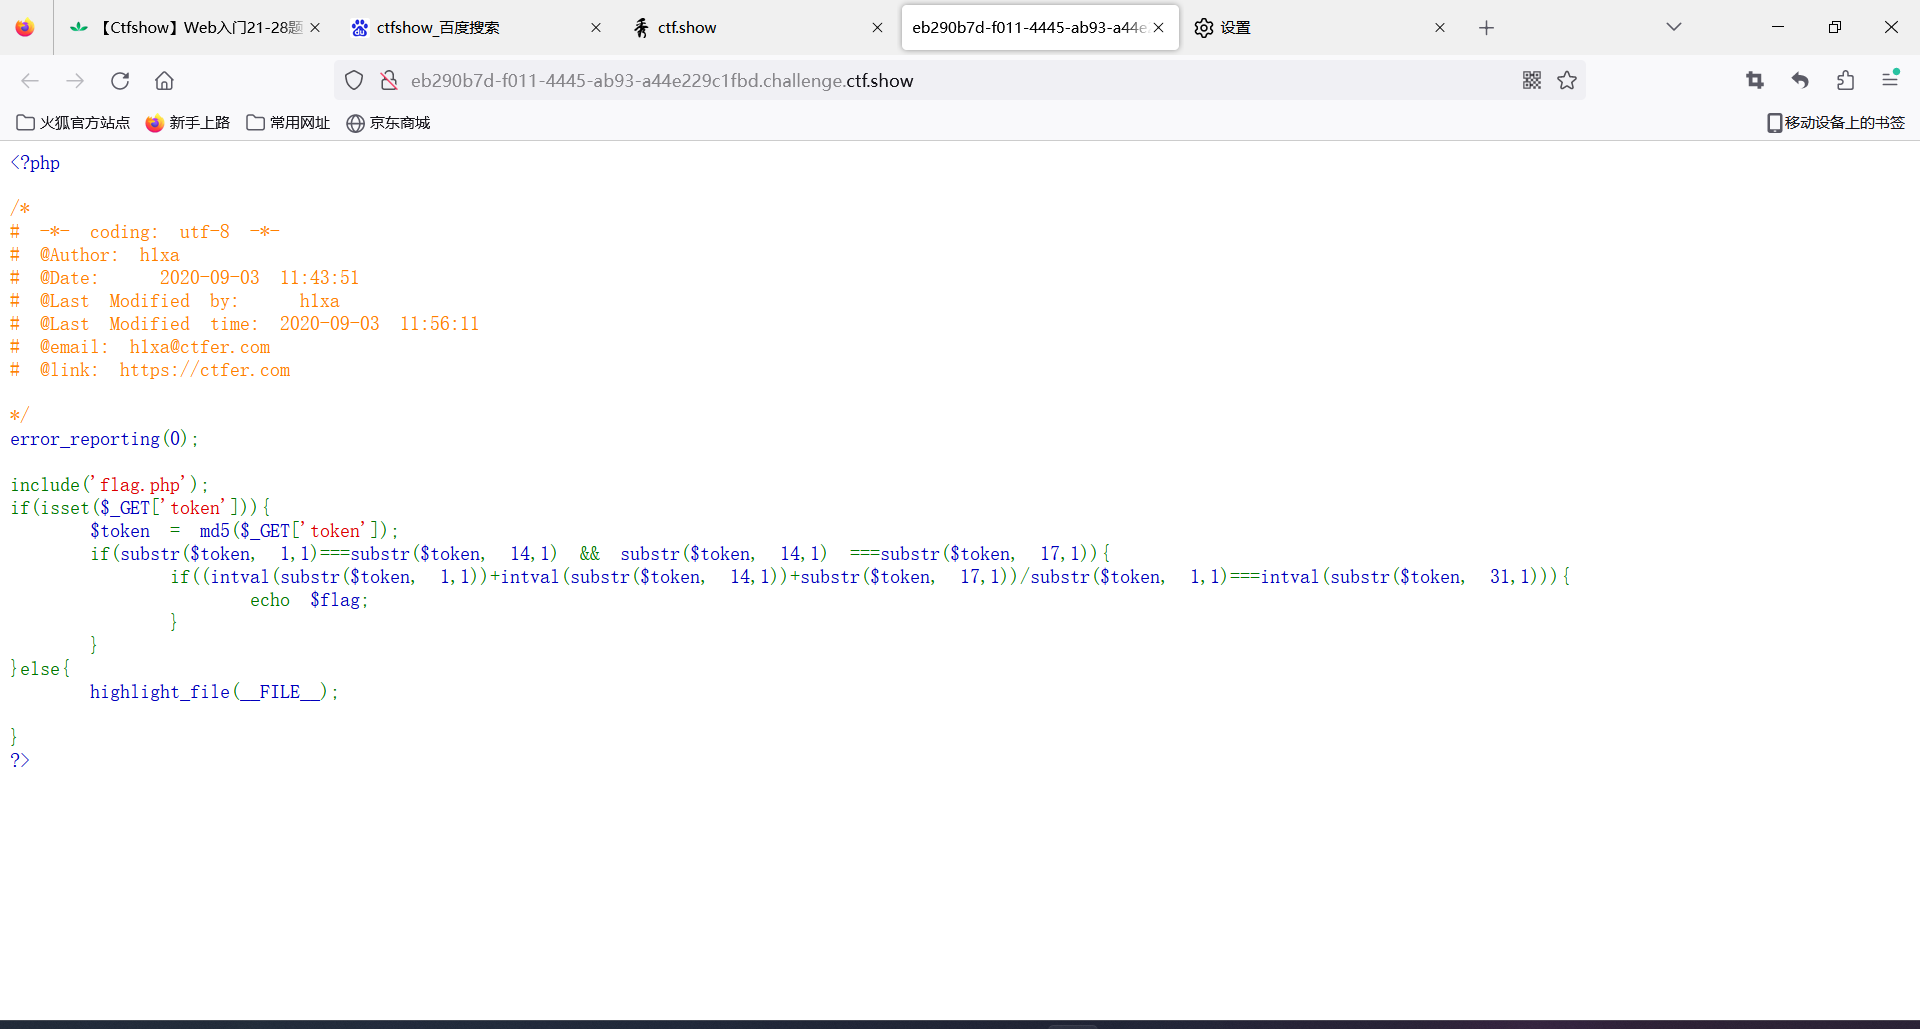 【Ctfshow】Web入门21-28题
ctfshow_百度搜索
ctf.show
eb290b7d-f011-4445-ab93-a44e
设置
eb290b7d-f011-4445-ab93-a44e229c1fbd.challenge.ctf.show
火狐官方站点
新手上路
常用网址
京东商城
移动设备上的书签
<?php
/*
# -*- coding: utf-8 -*-
# @Author: h1xa
# @Date:   2020-09-03 11:43:51
# @Last Modified by:   h1xa
# @Last Modified time: 2020-09-03 11:56:11
# @email: h1xa@ctfer.com
# @link: https://ctfer.com
*/
error_reporting(0);
include('flag.php');
if(isset($_GET['token'])){
    $token = md5($_GET['token']);
    if(substr($token, 1,1)===substr($token, 14,1) && substr($token, 14,1) ===substr($token, 17,1)){
        if((intval(substr($token, 1,1))+intval(substr($token, 14,1))+substr($token, 17,1))/substr($token, 1,1)===intval(substr($token, 31,1))){
            echo $flag;
        }
    }
}else{
    highlight_file(__FILE__);
}
?>